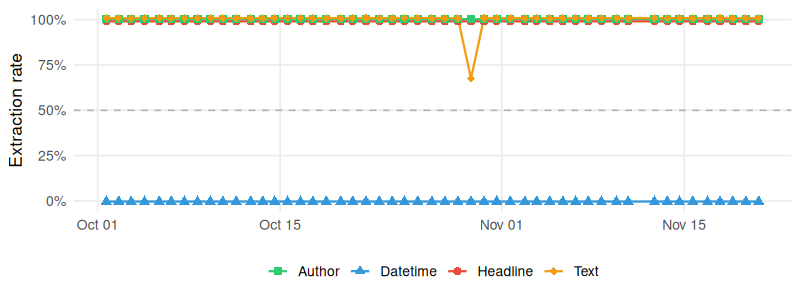 100%
75%
50%
25%
0%
Extraction rate
Oct 01 Oct 15 Nov 01 Nov 15
Author Datetime Headline Text